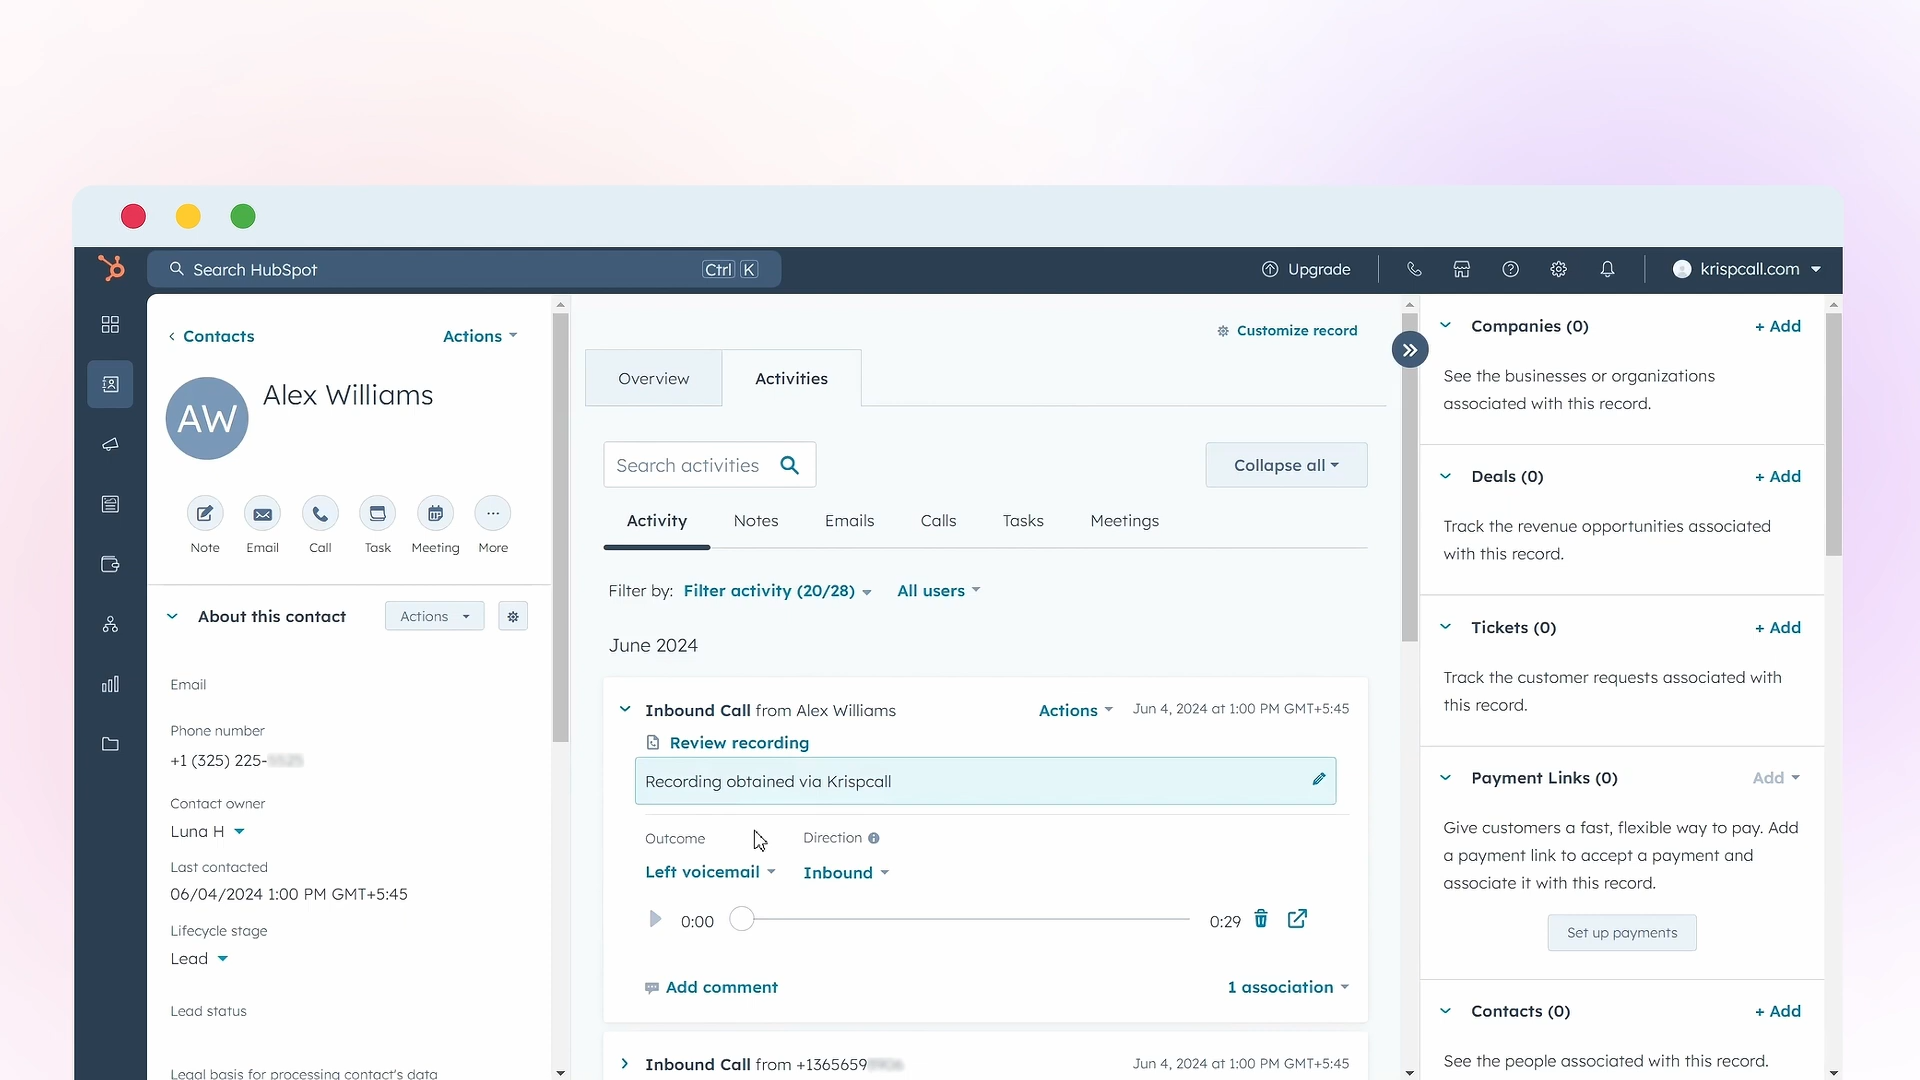 Search HubSpot
Ctrl K
Upgrade
krispcall.com
Contacts
Actions
AW
Alex Williams
Note
Email
Call
Task
Meeting
More
About this contact
Actions
Email
Phone number
+1 (325) 225-
Contact owner
Luna H
Last contacted
06/04/2024 1:00 PM GMT+5:45
Lifecycle stage
Lead
Lead status
Legal basis for processing contact's data
Customize record
Overview
Activities
Search activities
Collapse all
Activity
Notes
Emails
Calls
Tasks
Meetings
Filter by: Filter activity (20/28) All users
June 2024
Inbound Call from Alex Williams
Actions
Jun 4, 2024 at 1:00 PM GMT+5:45
Review recording
Recording obtained via Krispcall
Outcome
Direction
Left voicemail
Inbound
0:00
0:29
Add comment
1 association
Inbound Call from +1365659
Jun 4, 2024 at 1:00 PM GMT+5:45
Companies (0)
+ Add
See the businesses or organizations
associated with this record.
Deals (0)
+ Add
Track the revenue opportunities associated
with this record.
Tickets (0)
+ Add
Track the customer requests associated with
this record.
Payment Links (0)
Add
Give customers a fast, flexible way to pay. Add
a payment link to accept a payment and
associate it with this record.
Set up payments
Contacts (0)
+ Add
See the people associated with this record.